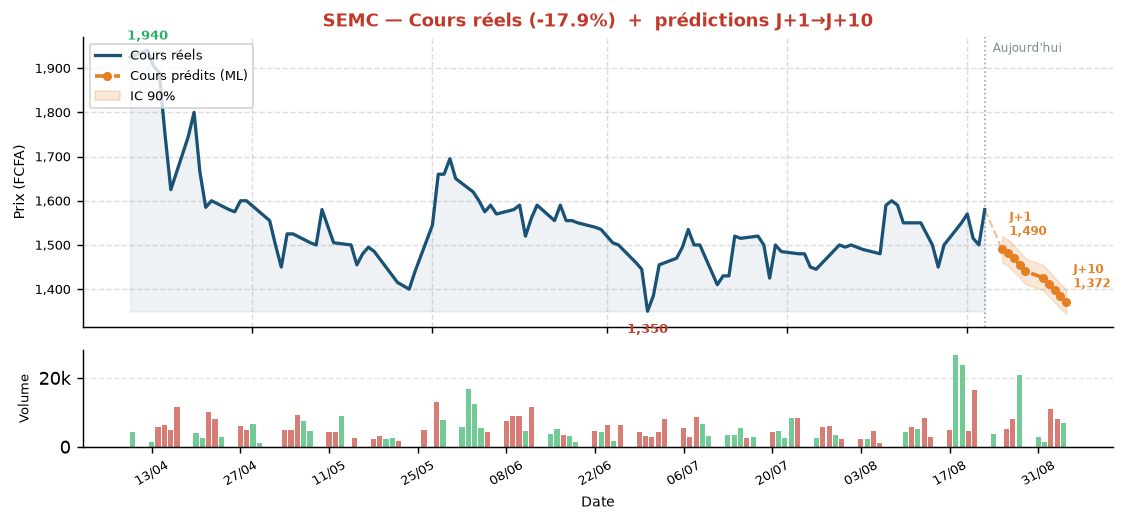 SEMC — Cours réels (-17.9%) + prédictions J+1→J+10
1,940
Cours réels
Cours prédits (ML)
IC 90%
Aujourd'hui
Prix (FCFA)
1,900
1,800
1,700
1,600
1,500
1,400
J+1
1,490
J+10
1,372
1,350
Volume
20k
0
13/04
27/04
11/05
25/05
08/06
22/06
06/07
20/07
03/08
17/08
31/08
Date